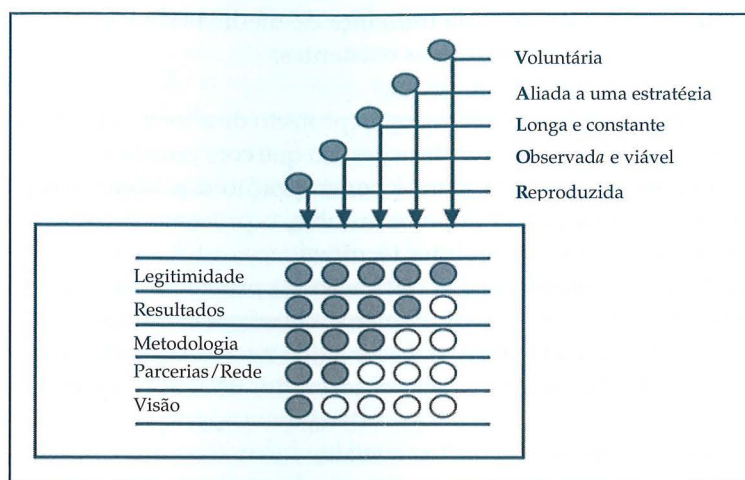 Voluntária
Aliada a uma estratégia
Longa e constante
Observada e viável
Reproduzida
Legitimidade
Resultados
Metodologia
Parcerias/Rede
Visão